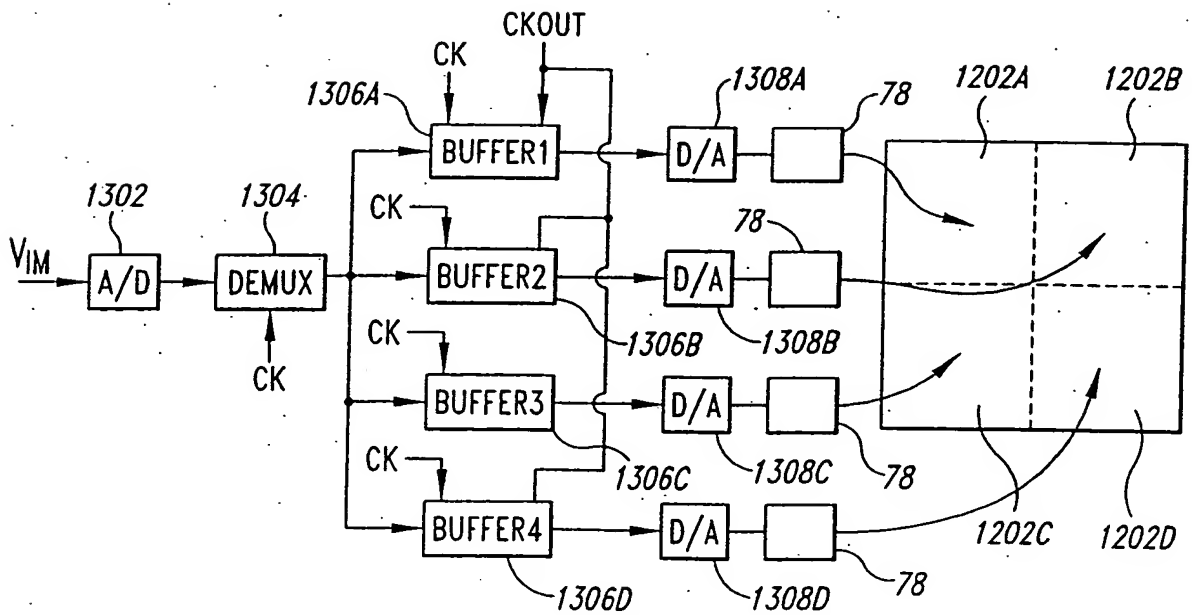 CKOUT
CK
1306A
BUFFER1
1308A
D/A
78
1202A
1202B
1302
1304
VIM
A/D
DEMUX
CK
CK
BUFFER2
1306B
D/A
1308B
78
CK
BUFFER3
1306C
D/A
1308C
78
CK
BUFFER4
1306D
D/A
1308D
78
1202C
1202D